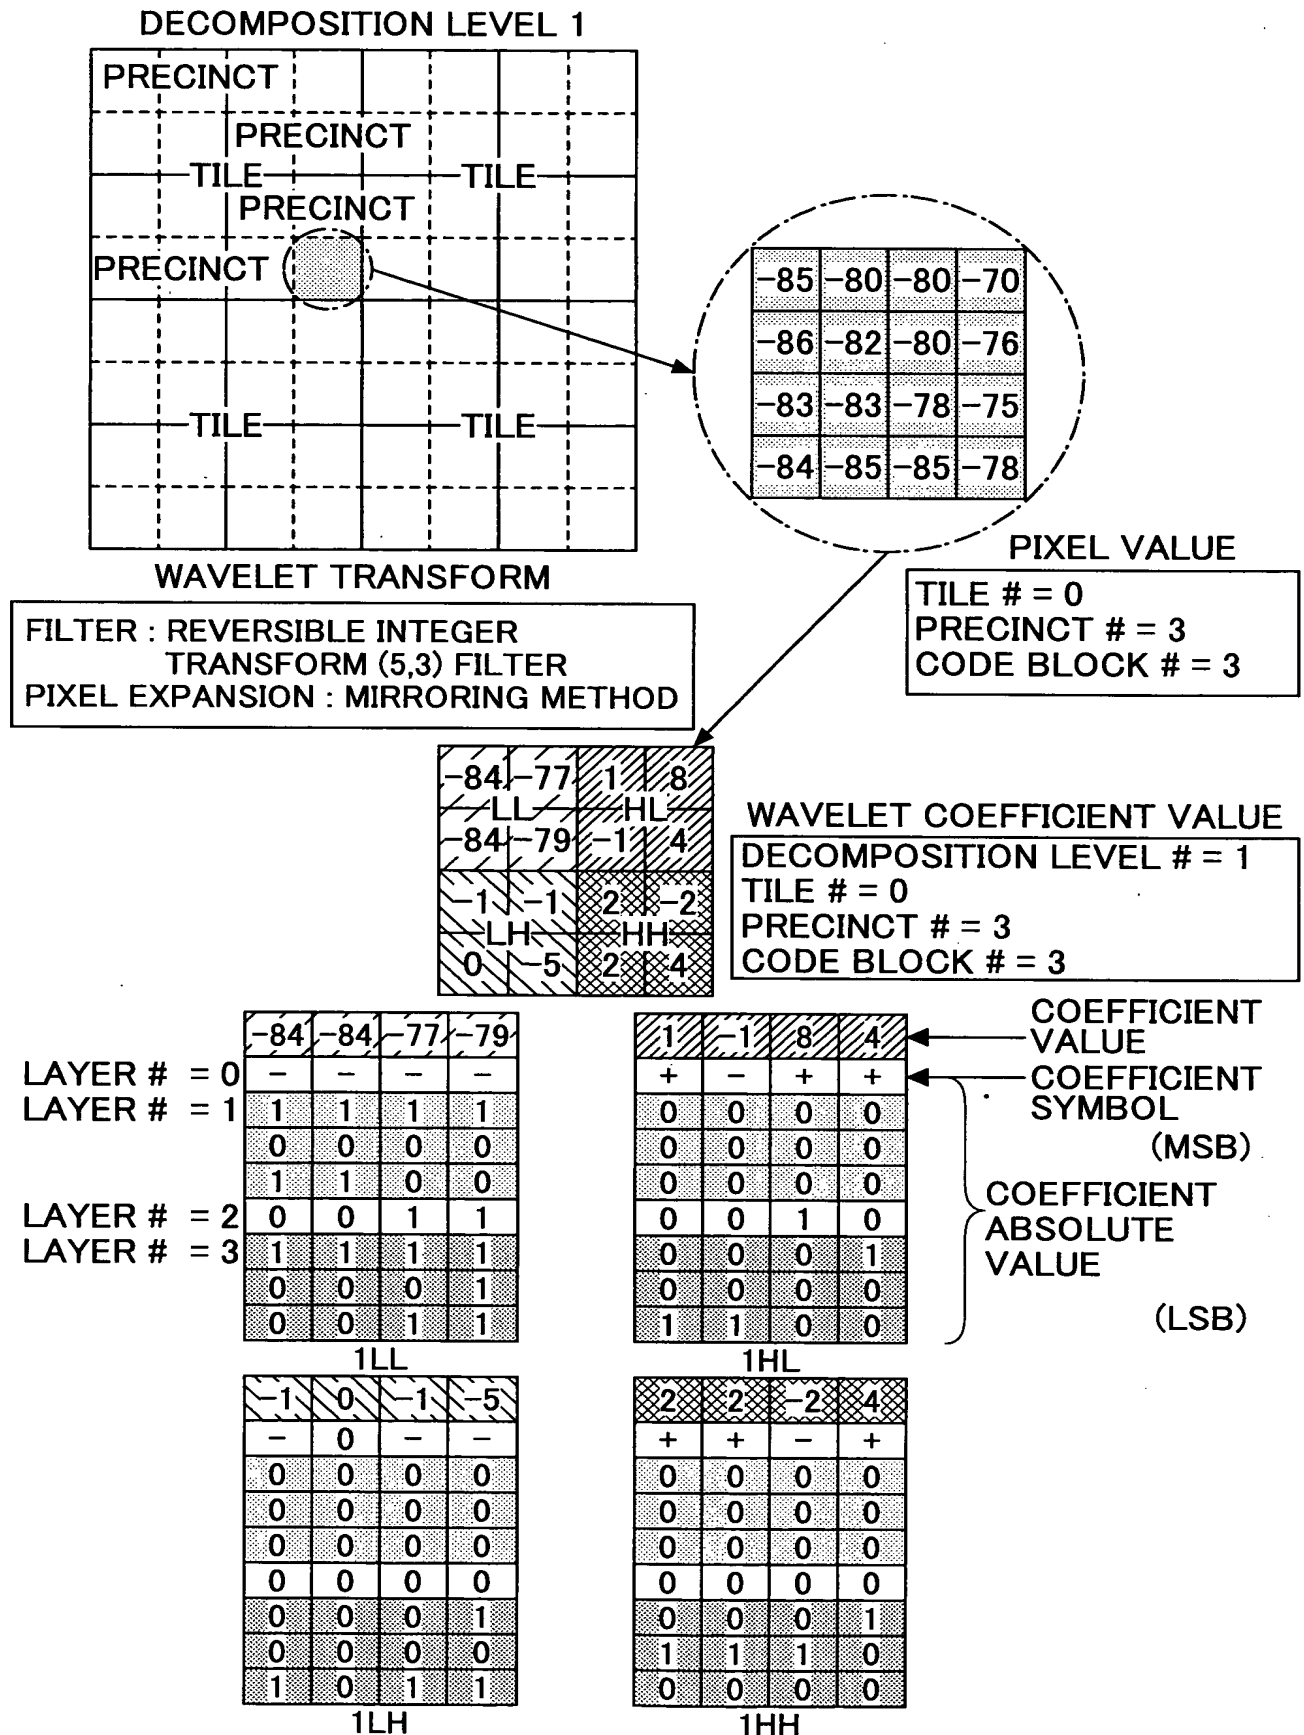 DECOMPOSITION LEVEL 1
PRECINCT
PRECINCT
TILE TILE
PRECINCT
PRECINCT
TILE TILE
-85 -80 -80 -70
-86 -82 -80 -76
-83 -83 -78 -75
-84 -85 -85 -78
PIXEL VALUE
TILE # = 0
PRECINCT # = 3
CODE BLOCK # = 3
WAVELET TRANSFORM
FILTER : REVERSIBLE INTEGER
TRANSFORM (5,3) FILTER
PIXEL EXPANSION : MIRRORING METHOD
-84 -77 1 8
LL HL
-84 -79 -1 4
-1 -1 2 -2
LH HH
0 -5 2 4
WAVELET COEFFICIENT VALUE
DECOMPOSITION LEVEL # = 1
TILE # = 0
PRECINCT # = 3
CODE BLOCK # = 3
LAYER # = 0
LAYER # = 1
LAYER # = 2
LAYER # = 3
-84 -84 -77 -79
- - - -
1 1 1 1
0 0 0 0
1 1 0 0
0 0 1 1
1 1 1 1
0 0 0 1
0 0 1 1
1LL
1 -1 8 4
+ - + +
0 0 0 0
0 0 0 0
0 0 0 0
0 0 1 0
0 0 0 1
0 0 0 0
1 1 0 0
1HL
COEFFICIENT
VALUE
COEFFICIENT
SYMBOL
(MSB)
COEFFICIENT
ABSOLUTE
VALUE
(LSB)
-1 0 -1 -5
- 0 - -
0 0 0 0
0 0 0 0
0 0 0 0
0 0 0 0
0 0 0 1
0 0 0 0
1 0 1 1
1LH
2 2 -2 4
+ + - +
0 0 0 0
0 0 0 0
0 0 0 0
0 0 0 0
0 0 0 1
1 1 1 0
0 0 0 0
1HH